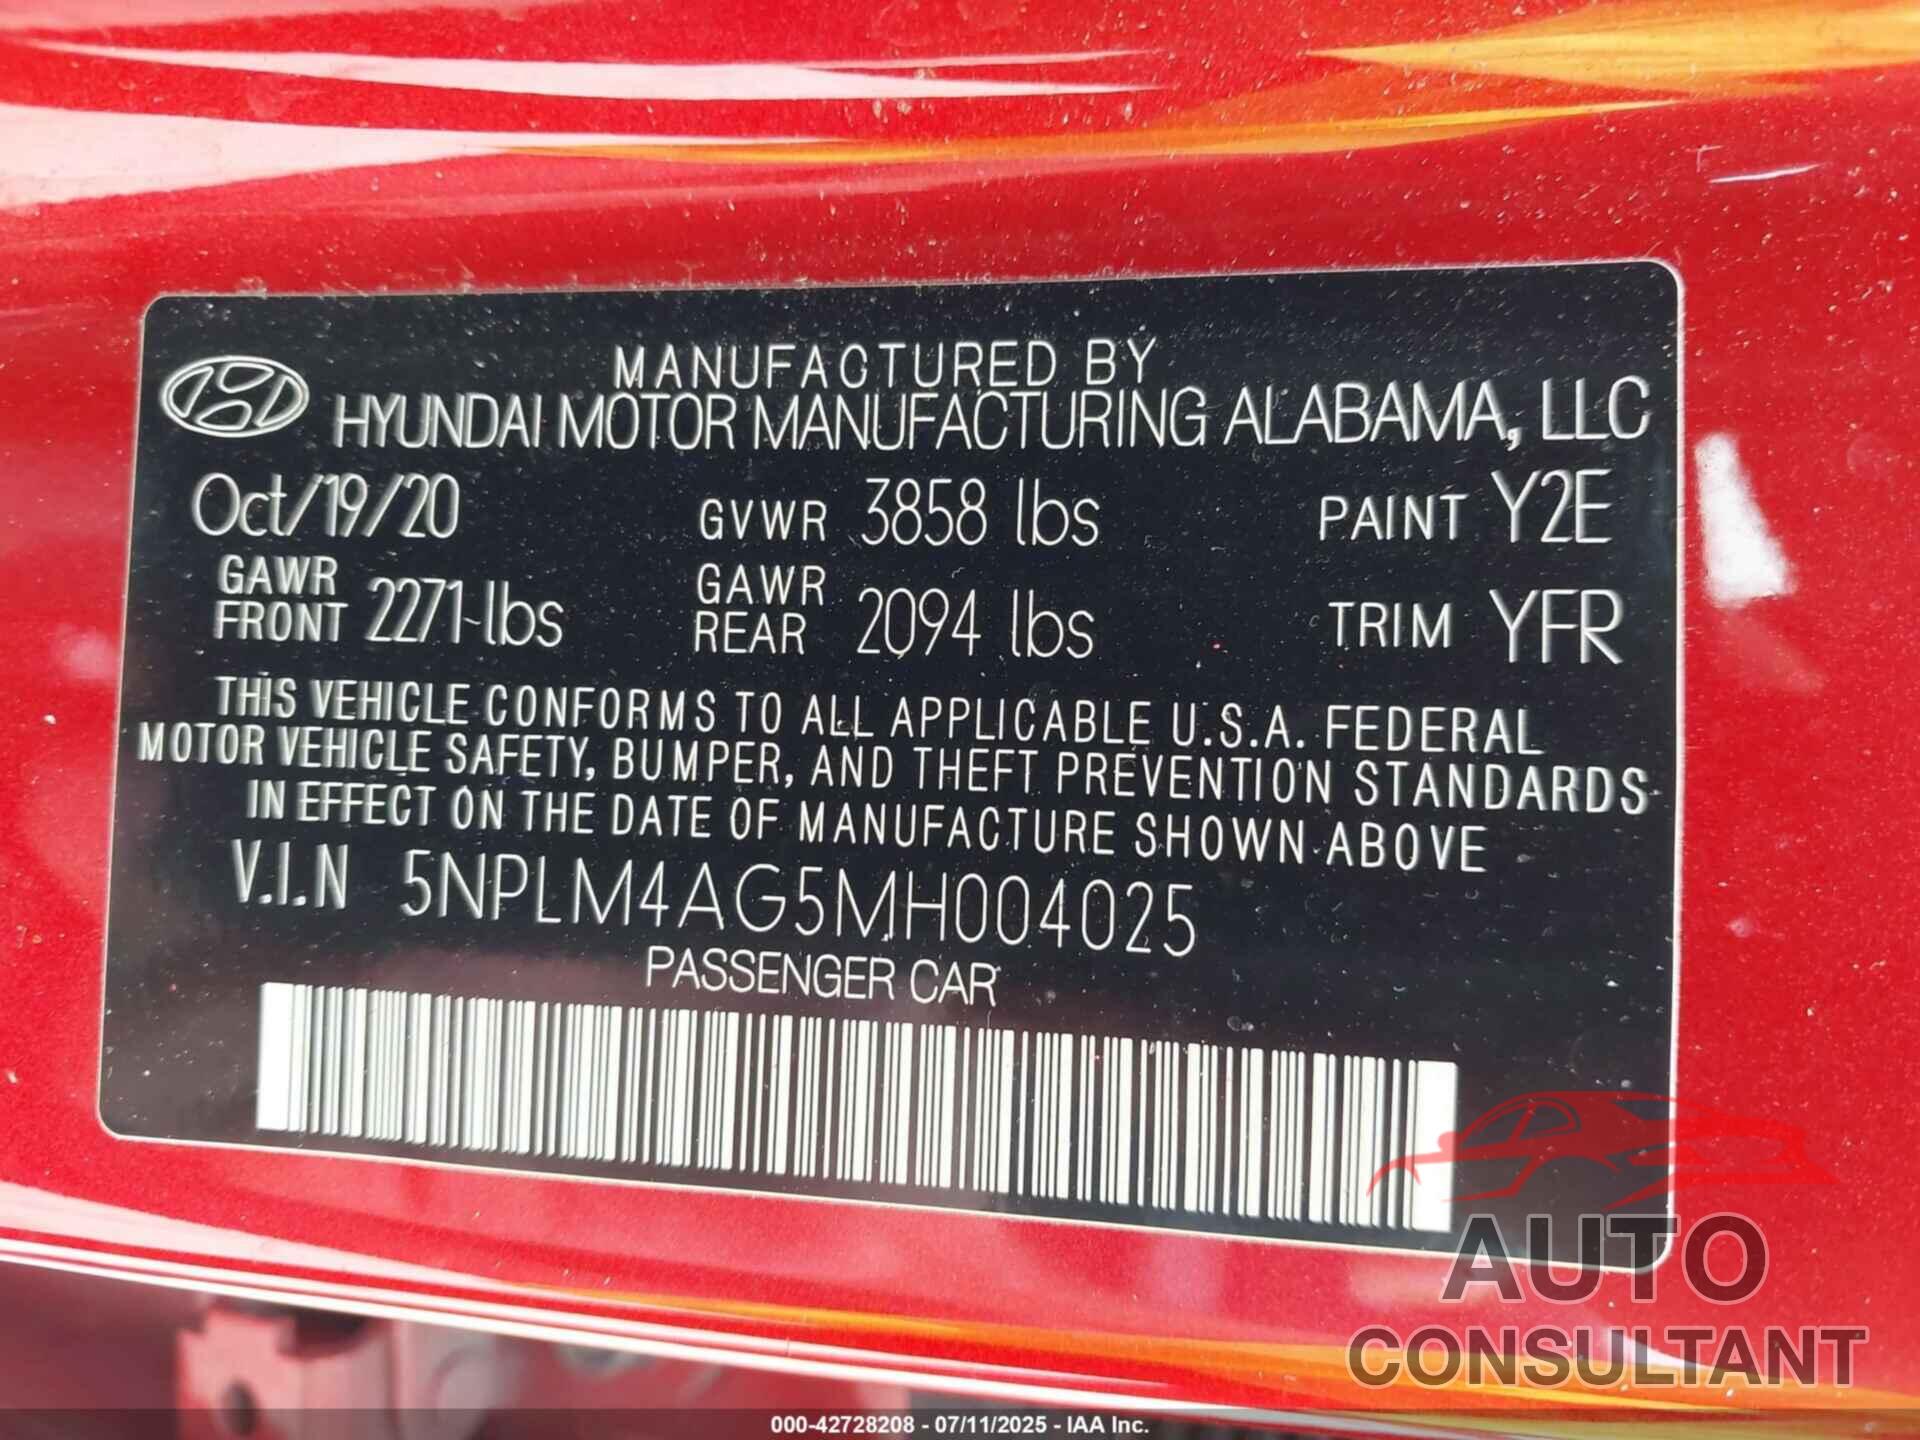 MANUFACTURED BY
HYUNDAI MOTOR MANUFACTURING ALABAMA, LLC
Oct/19/20 GVWR 3858 lbs PAINT Y2E
GAWR FRONT 2271 lbs GAWR REAR 2094 lbs TRIM YFR
THIS VEHICLE CONFORMS TO ALL APPLICABLE U.S.A. FEDERAL
MOTOR VEHICLE SAFETY, BUMPER, AND THEFT PREVENTION STANDARDS
IN EFFECT ON THE DATE OF MANUFACTURE SHOWN ABOVE
V.I.N 5NPLM4AG5MH004025
PASSENGER CAR
AUTO
CONSULTANT
000-42728208 - 07/11/2025 - IAA Inc.